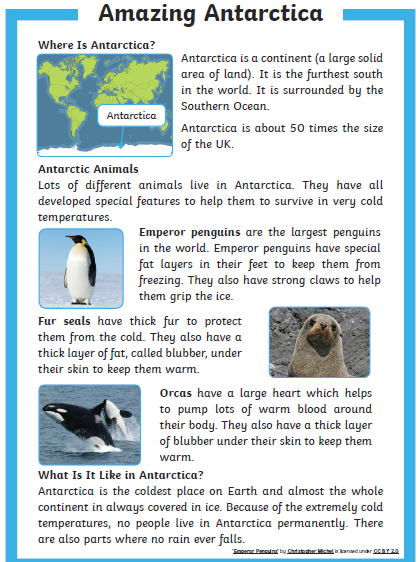 Amazing Antarctica
Where Is Antarctica?
Antarctica is a continent (a large solid
area of land). It is the furthest south
in the world. It is surrounded by the
Southern Ocean.
Antarctica
Antarctica is about 50 times the size
of the UK.
Antarctic Animals
Lots of different animals live in Antarctica. They have all
developed special features to help them to survive in very cold
temperatures.
Emperor penguins are the largest penguins
in the world. Emperor penguins have special
fat layers in their feet to keep them from
freezing. They also have strong claws to help
them grip the ice.
Fur seals have thick fur to protect
them from the cold. They also have a
thick layer of fat, called blubber, under
their skin to keep them warm.
Orcas have a large heart which helps
to pump lots of warm blood around
their body. They also have a thick layer
of blubber under their skin to keep them
warm.
What Is It Like in Antarctica?
Antarctica is the coldest place on Earth and almost the whole
continent in always covered in ice. Because of the extremely cold
temperatures, no people live in Antarctica permanently. There
are also parts where no rain ever falls.
'Emperor Penguins' by Christopher Michel is licensed under CC BY 2.0